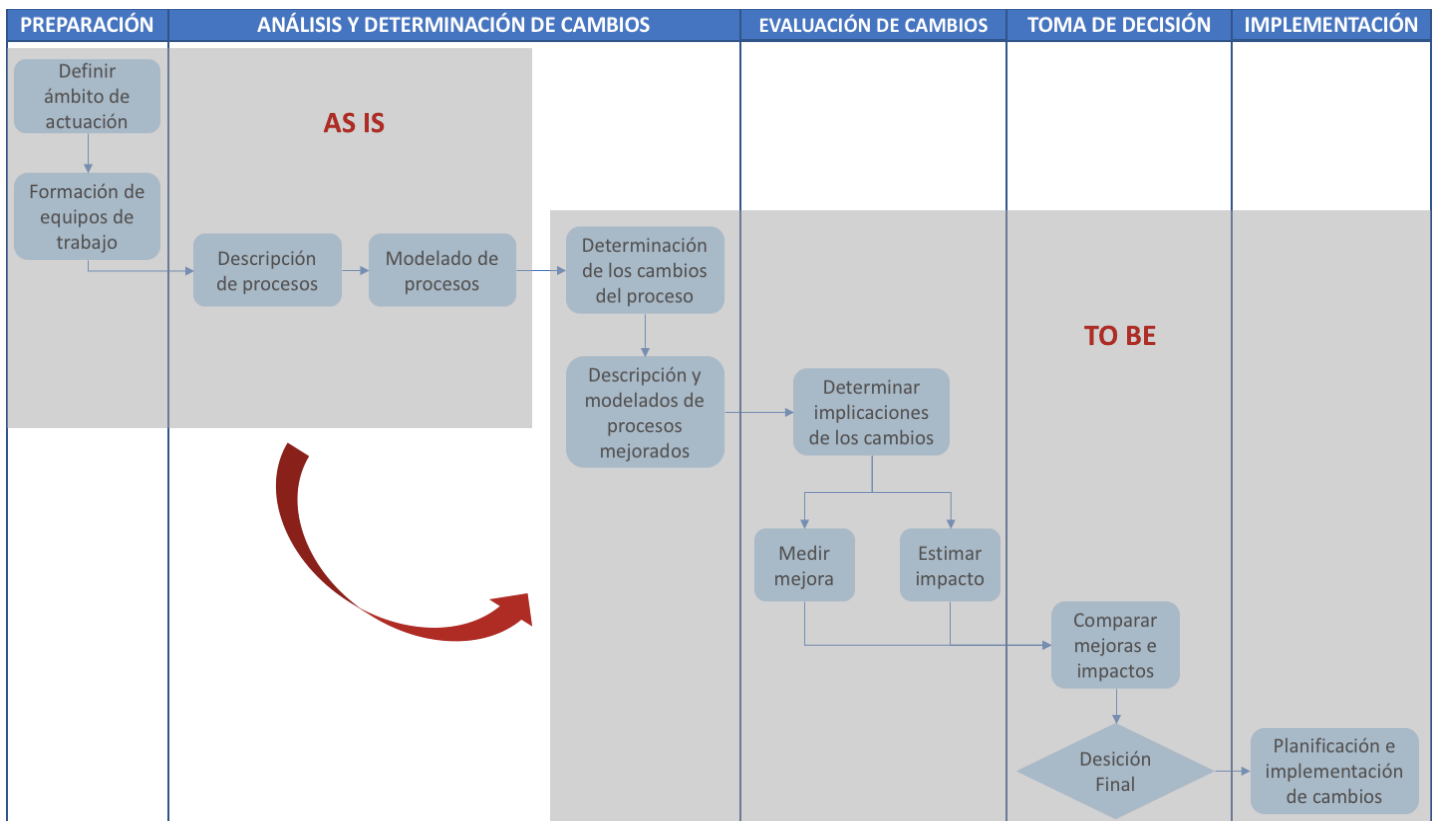 PREPARACIÓN
ANÁLISIS Y DETERMINACIÓN DE CAMBIOS
EVALUACIÓN DE CAMBIOS
TOMA DE DECISIÓN
IMPLEMENTACIÓN
Definir
ámbito de
actuación
AS IS
Formación de
equipos de
trabajo
Descripción
de procesos
Modelado de
procesos
Determinación
de los cambios
del proceso
TO BE
Descripción y
modelados de
procesos
mejorados
Determinar
implicaciones
de los cambios
Medir
mejora
Estimar
impacto
Comparar
mejoras e
impactos
Desición
Final
Planificación e
implementación
de cambios